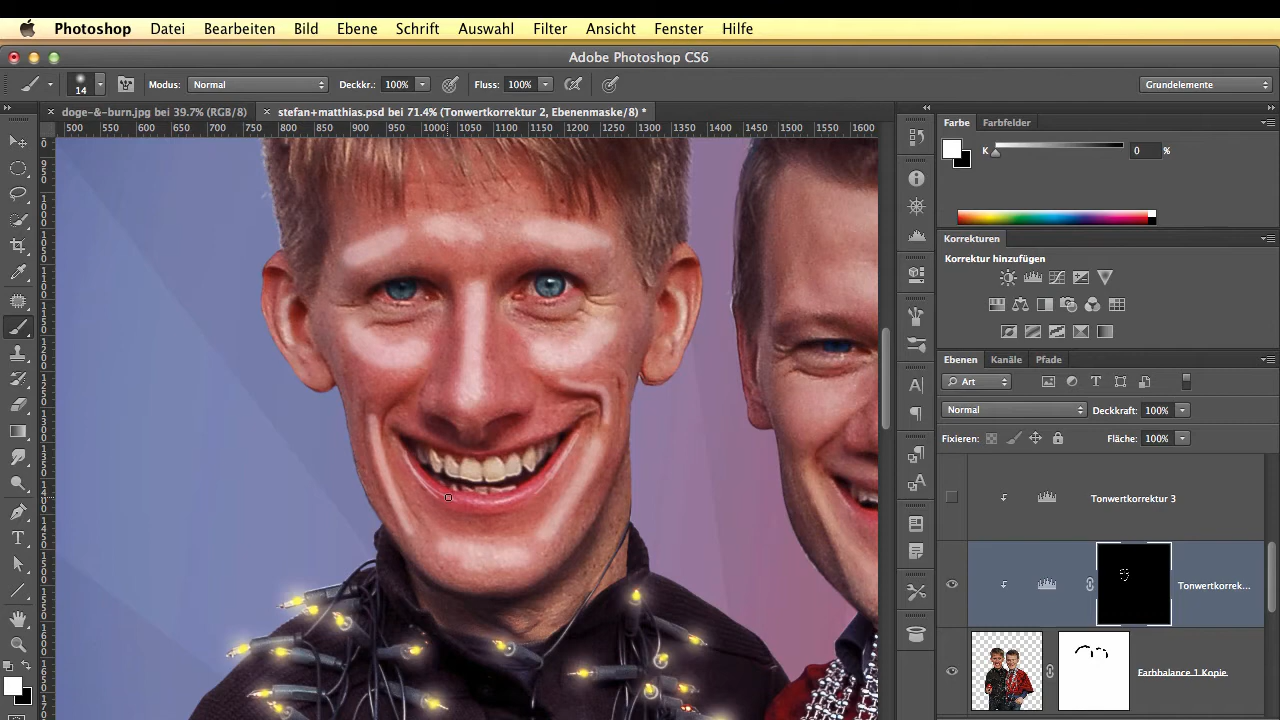 Photoshop Datei Bearbeiten Bild Ebene Schrift Auswahl Filter Ansicht Fenster Hilfe
Adobe Photoshop CS6
14 Modus: Normal Deckkr.: 100% Fluss: 100% Grundelemente
doge-&-burn.jpg bei 39.7% (RGB/8) stefan+matthias.psd bei 71.4% (Tonwertkorrektur 2, Ebenenmaske/8) *
500 550 600 650 700 750 800 850 900 950 1000 1050 1100 1150 1200 1250 1300 1350 1400 1450 1500 1550 1600
Farbe Farbfelder
K 0 %
Korrekturen
Korrektur hinzufügen
Ebenen Kanäle Pfade
Art
Normal Deckkraft: 100%
Fixieren: Fläche: 100%
Tonwertkorrektur 3
Tonwertkorrek...
Farbbalance 1 Kopie